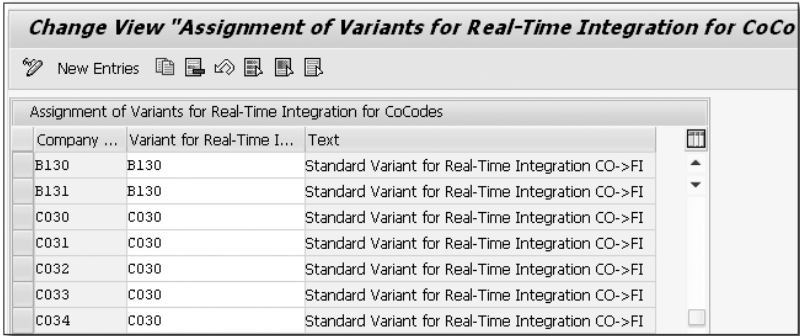 Change View "Assignment of Variants for Real-Time Integration for CoCo
New Entries
Assignment of Variants for Real-Time Integration for CoCodes
Company ... Variant for Real-Time I... Text
B130 B130 Standard Variant for Real-Time Integration CO->FI
B131 B131 Standard Variant for Real-Time Integration CO->FI
C030 C030 Standard Variant for Real-Time Integration CO->FI
C031 C030 Standard Variant for Real-Time Integration CO->FI
C032 C030 Standard Variant for Real-Time Integration CO->FI
C033 C030 Standard Variant for Real-Time Integration CO->FI
C034 C030 Standard Variant for Real-Time Integration CO->FI